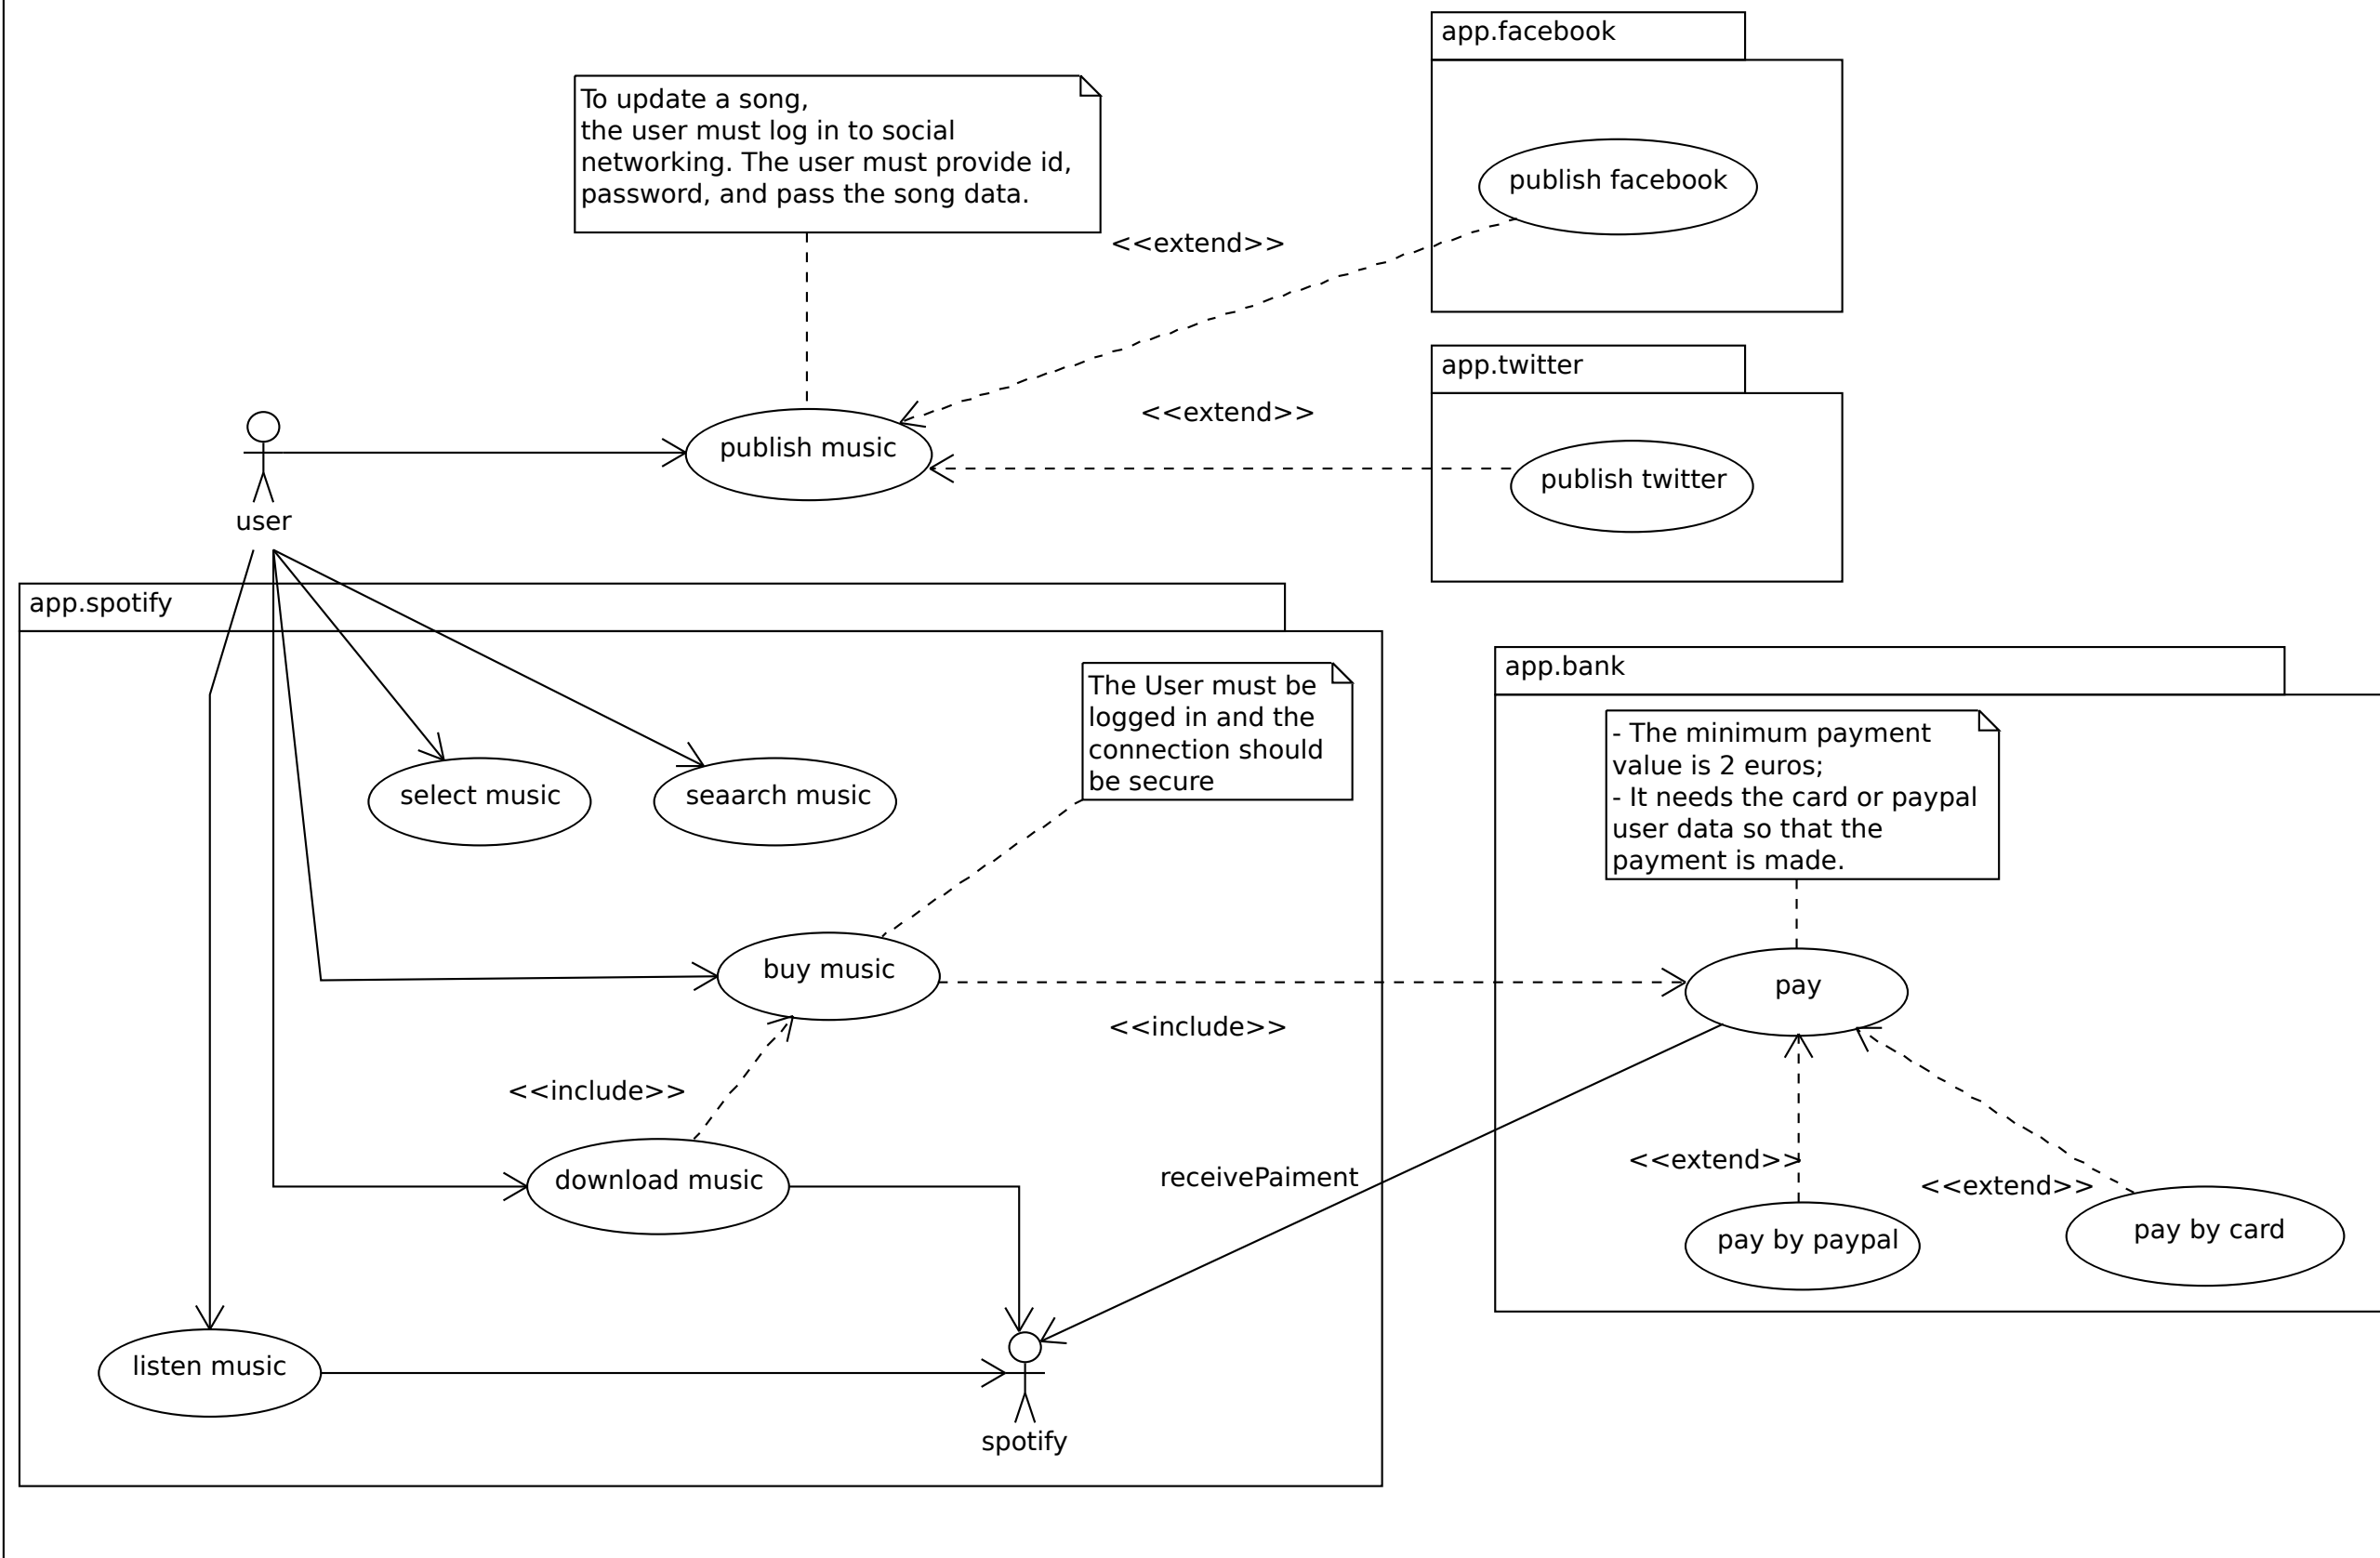 app.facebook
To update a song,
the user must log in to social
networking. The user must provide id,
password, and pass the song data.
publish facebook
<<extend>>
app.twitter
<<extend>>
publish music
publish twitter
user
app.spotify
app.bank
The User must be
logged in and the
connection should
be secure
- The minimum payment
value is 2 euros;
- It needs the card or paypal
user data so that the
payment is made.
select music
seaarch music
buy music
pay
<<include>>
<<include>>
download music
receivePaiment
<<extend>>
<<extend>>
pay by paypal
pay by card
listen music
spotify